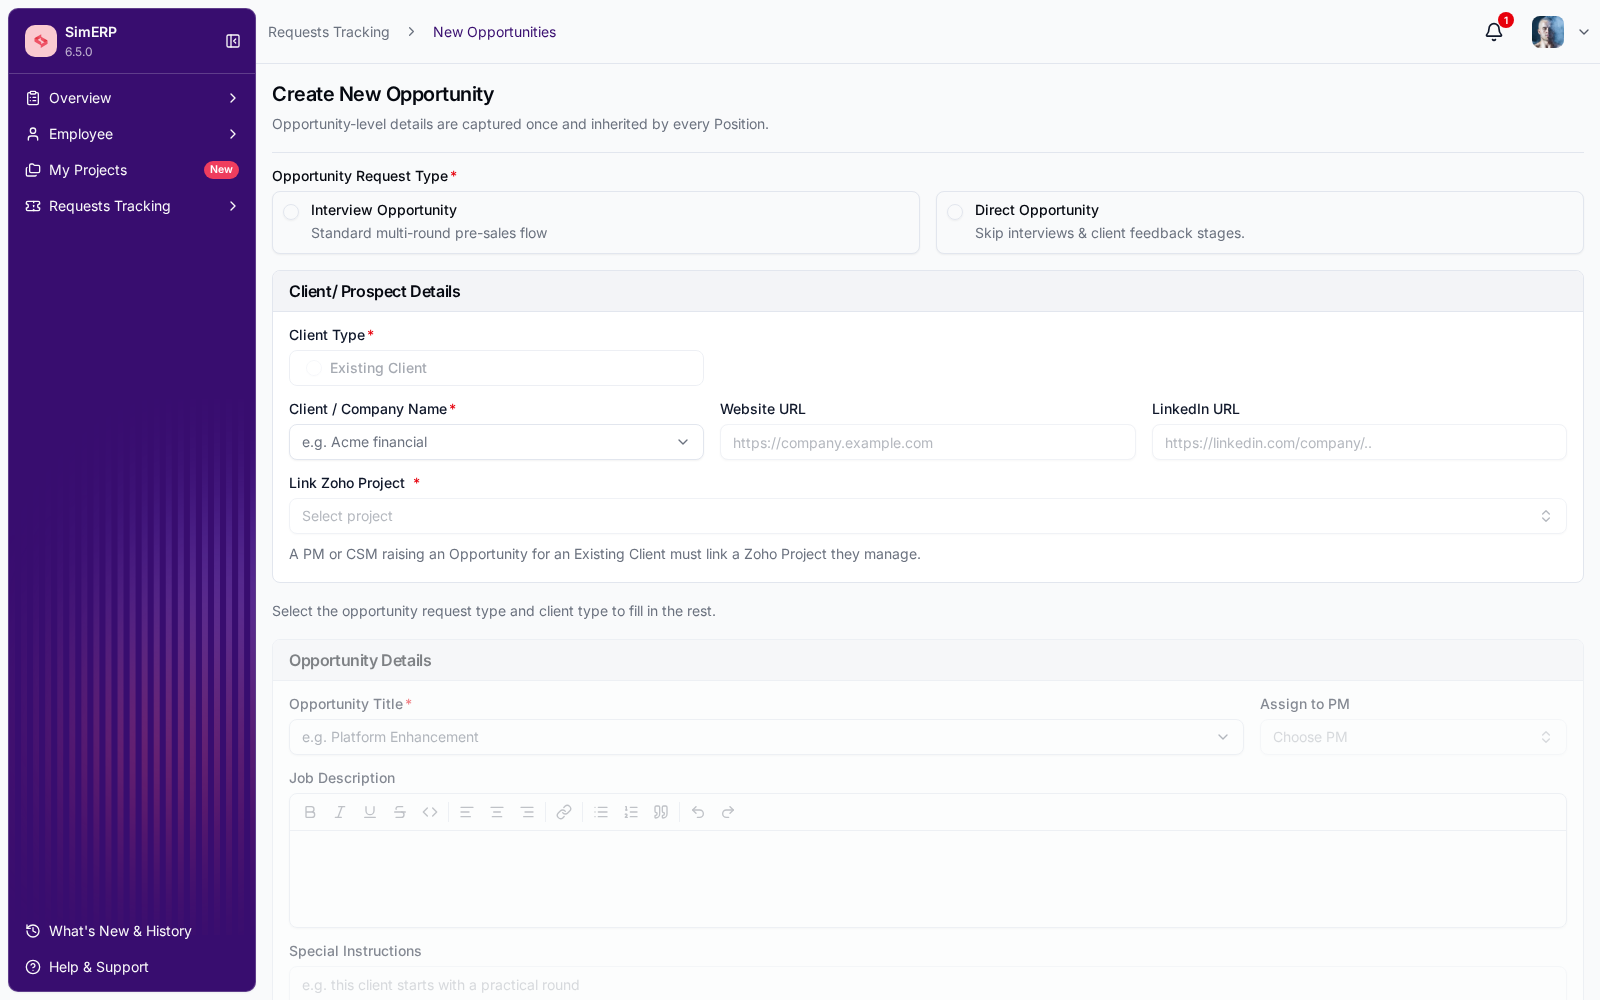 SimERP
6.5.0
Overview
Employee
My Projects
New
Requests Tracking
What's New & History
Help & Support
Requests Tracking
New Opportunities
1
Create New Opportunity
Opportunity-level details are captured once and inherited by every Position.
Opportunity Request Type*
Interview Opportunity
Standard multi-round pre-sales flow
Direct Opportunity
Skip interviews & client feedback stages.
Client/ Prospect Details
Client Type*
Existing Client
Client / Company Name*
e.g. Acme financial
Website URL
https://company.example.com
LinkedIn URL
https://linkedin.com/company/..
Link Zoho Project *
Select project
A PM or CSM raising an Opportunity for an Existing Client must link a Zoho Project they manage.
Select the opportunity request type and client type to fill in the rest.
Opportunity Details
Opportunity Title*
e.g. Platform Enhancement
Assign to PM
Choose PM
Job Description
Special Instructions
e.g. this client starts with a practical round